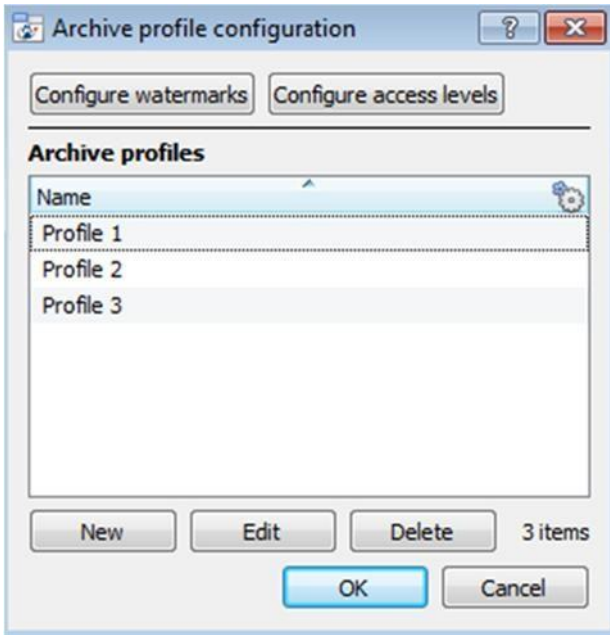 Archive profile configuration
?
Configure watermarks Configure access levels
Archive profiles
Name
Profile 1
Profile 2
Profile 3
New Edit Delete 3 items
OK Cancel